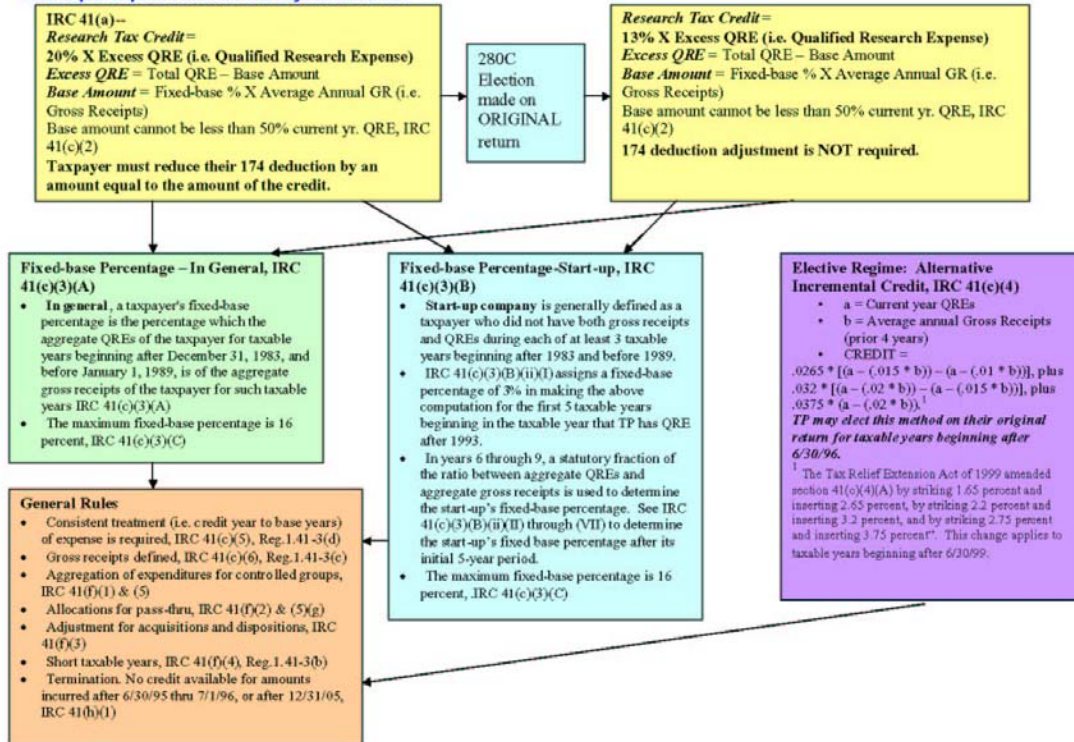 IRC 41(a)--
Research Tax Credit=
20% X Excess QRE (i.e. Qualified Research Expense)
Excess QRE = Total QRE – Base Amount
Base Amount = Fixed-base % X Average Annual GR (i.e.
Gross Receipts)
Base amount cannot be less than 50% current yr. QRE, IRC
41(c)(2)
Taxpayer must reduce their 174 deduction by an
amount equal to the amount of the credit.
280C
Election
made on
ORIGINAL
return
Research Tax Credit=
13% X Excess QRE (i.e. Qualified Research Expense)
Excess QRE = Total QRE – Base Amount
Base Amount = Fixed-base % X Average Annual GR (i.e.
Gross Receipts)
Base amount cannot be less than 50% current yr. QRE, IRC
41(c)(2)
174 deduction adjustment is NOT required.
Fixed-base Percentage – In General, IRC
41(c)(3)(A)
• In general, a taxpayer's fixed-base
percentage is the percentage which the
aggregate QREs of the taxpayer for taxable
years beginning after December 31, 1983, and
before January 1, 1989, is of the aggregate
gross receipts of the taxpayer for such taxable
years IRC 41(c)(3)(A)
• The maximum fixed-base percentage is 16
percent, IRC 41(c)(3)(C)
Fixed-base Percentage-Start-up, IRC
41(c)(3)(B)
• Start-up company is generally defined as a
taxpayer who did not have both gross receipts
and QREs during each of at least 3 taxable
years beginning after 1983 and before 1989.
• IRC 41(c)(3)(B)(ii)(I) assigns a fixed-base
percentage of 3% in making the above
computation for the first 5 taxable years
beginning in the taxable year that TP has QRE
after 1993.
• In years 6 through 9, a statutory fraction of
the ratio between aggregate QREs and
aggregate gross receipts is used to determine
the start-up's fixed-base percentage. See IRC
41(c)(3)(B)(ii)(II) through (VII) to determine
the start-up's fixed base percentage after its
initial 5-year period.
• The maximum fixed-base percentage is 16
percent, .IRC 41(c)(3)(C)
Elective Regime: Alternative
Incremental Credit, IRC 41(c)(4)
• a = Current year QREs
• b = Average annual Gross Receipts
(prior 4 years)
• CREDIT =
.0265 * [(a – (.015 * b)) – (a – (.01 * b))], plus
.032 * [(a – (.02 * b)) – (a – (.015 * b))], plus
.0375 * (a – (.02 * b)).1
TP may elect this method on their original
return for taxable years beginning after
6/30/96.
1 The Tax Relief Extension Act of 1999 amended
section 41(c)(4)(A) by striking 1.65 percent and
inserting 2.65 percent, by striking 2.2 percent and
inserting 3.2 percent, and by striking 2.75 percent
and inserting 3.75 percent". This change applies to
taxable years beginning after 6/30/99.
General Rules
• Consistent treatment (i.e. credit year to base years)
of expense is required, IRC 41(c)(5), Reg.1.41-3(d)
• Gross receipts defined, IRC 41(c)(6), Reg.1.41-3(c)
• Aggregation of expenditures for controlled groups,
IRC 41(f)(1) & (5)
• Allocations for pass-thru, IRC 41(f)(2) & (5)(g)
• Adjustment for acquisitions and dispositions, IRC
41(f)(3)
• Short taxable years, IRC 41(f)(4), Reg.1.41-3(b)
• Termination. No credit available for amounts
incurred after 6/30/95 thru 7/1/96, or after 12/31/05,
IRC 41(h)(1)